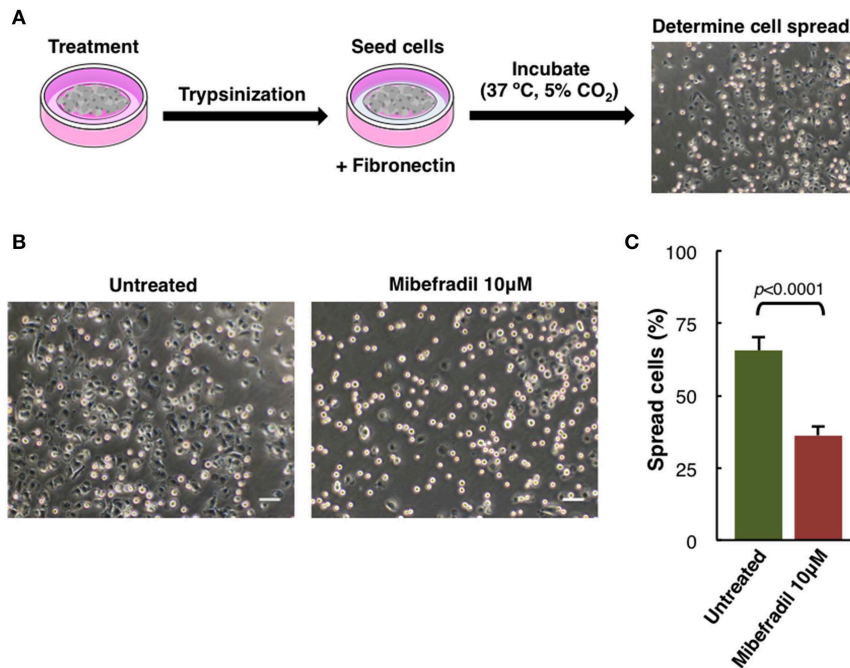 A
Treatment
Trypsinization
Seed cells
+ Fibronectin
Incubate
(37 ºC, 5% CO₂)
Determine cell spread
B
Untreated
Mibefradil 10µM
C
Spread cells (%)
100
75
50
25
0
p<0.0001
Untreated
Mibefradil 10µM